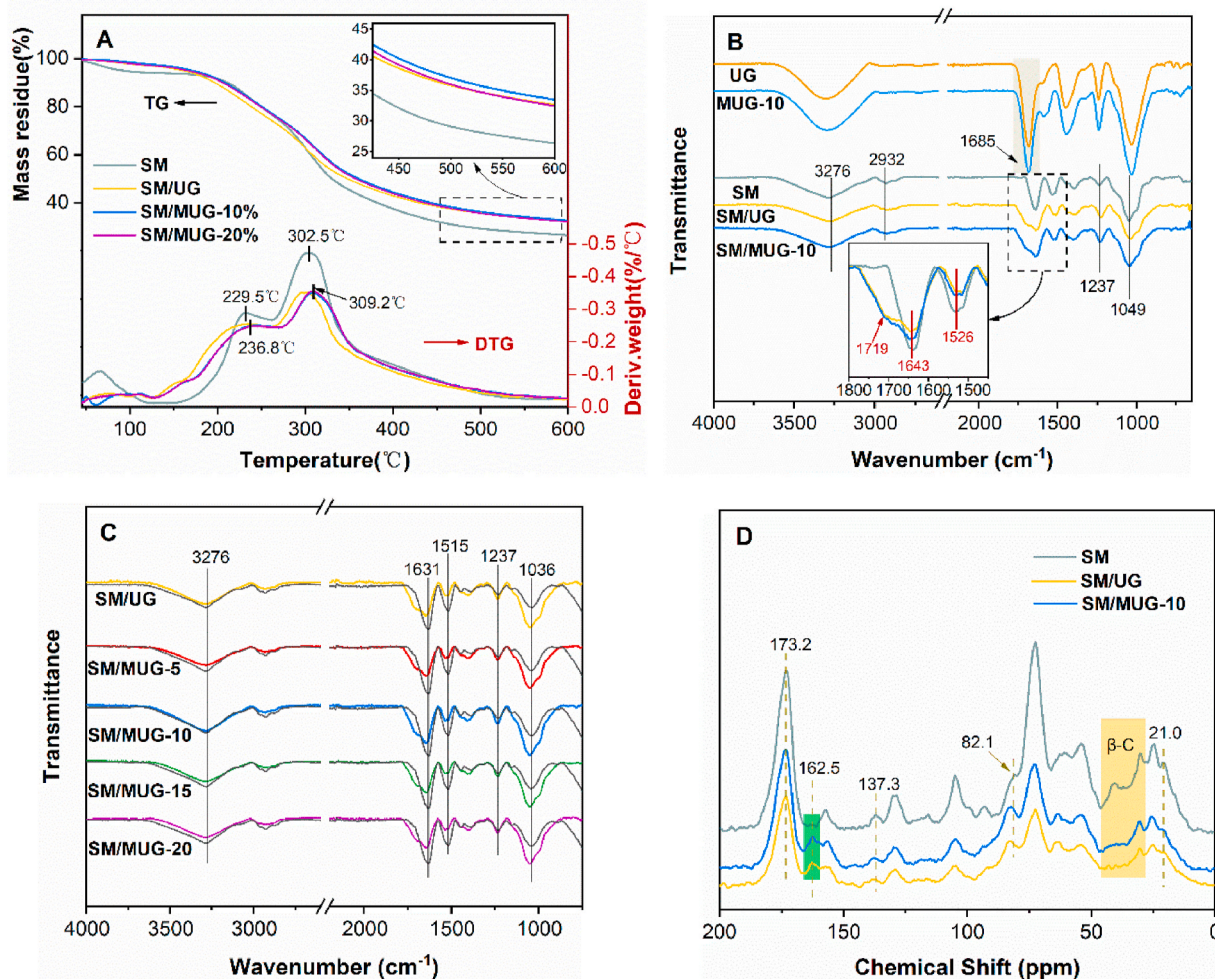 A
Mass residue(%)
100
80
60
40
TG
SM
SM/UG
SM/MUG-10%
SM/MUG-20%
45
40
35
30
25
450
500
550
600
229.5℃
236.8℃
302.5℃
309.2℃
DTG
-0.5
-0.4
-0.3
-0.2
-0.1
0.0
Deriv.weight(%/℃)
100
200
300
400
500
600
Temperature(℃)
B
Transmittance
UG
MUG-10
1685
3276
2932
SM
SM/UG
SM/MUG-10
1237
1049
1719
1643
1526
1800
1700
1600
1500
4000
3500
3000
1500
1000
Wavenumber (cm⁻¹)
C
Transmittance
3276
1631
1515
1237
1036
SM/UG
SM/MUG-5
SM/MUG-10
SM/MUG-15
SM/MUG-20
4000
3500
3000
2000
1500
1000
Wavenumber (cm⁻¹)
D
SM
SM/UG
SM/MUG-10
173.2
162.5
137.3
82.1
β-C
21.0
200
150
100
50
0
Chemical Shift (ppm)